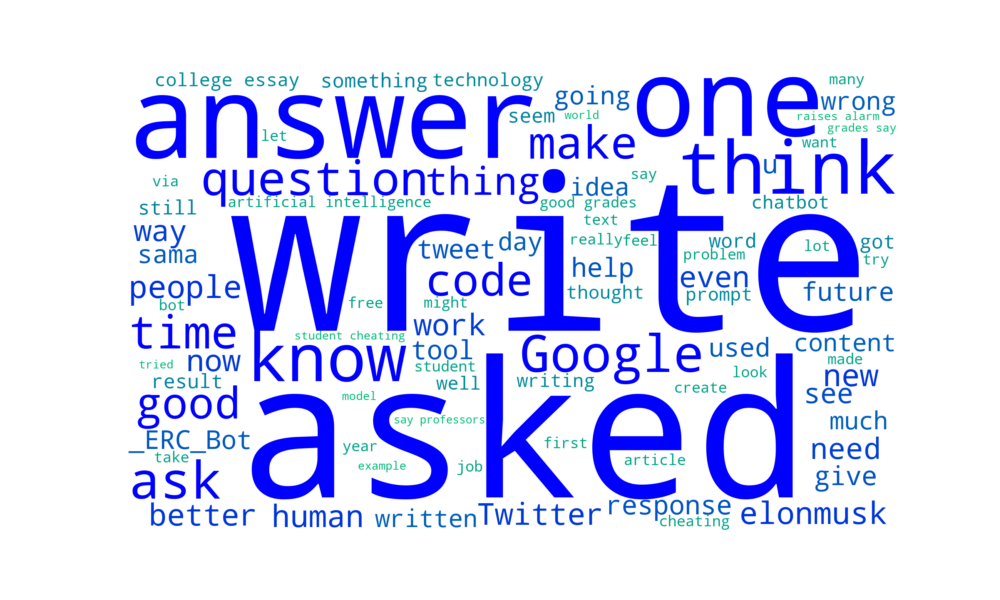 college essay something technology many
answer going one wrong
seem world raises alarm
let make grades say
want
think u
question thing idea say
via artificial intelligence good grades chatbot
still write text
way tweet day really feel word lot got
sama problem try
people code help even
bot free might thought prompt future
time student cheating work Google used content
tried now know tool student look made
result well writing create new
good model see
_ERC_Bot asked say professors much
take year first need
ask example job article give
better human written Twitter response elonmusk
cheating